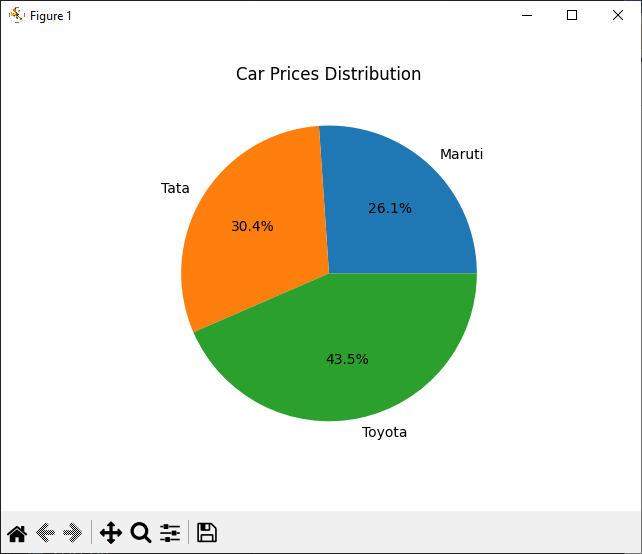 Figure 1
Car Prices Distribution
Maruti
Tata
26.1%
30.4%
43.5%
Toyota